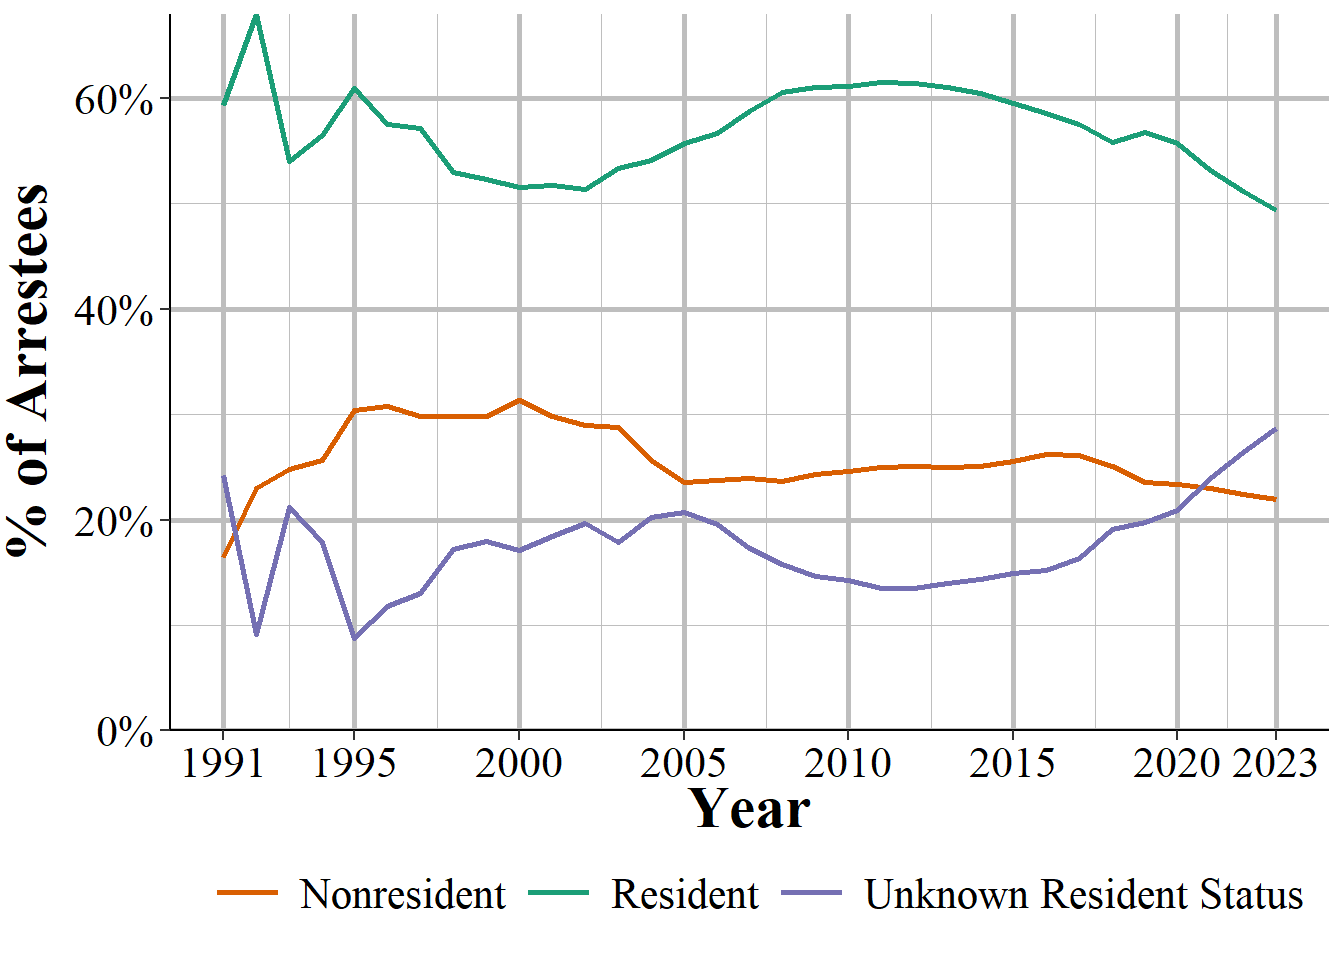 % of Arrestees
60%
40%
20%
0%
1991 1995 2000 2005 2010 2015 2020 2023
Year
Nonresident Resident Unknown Resident Status